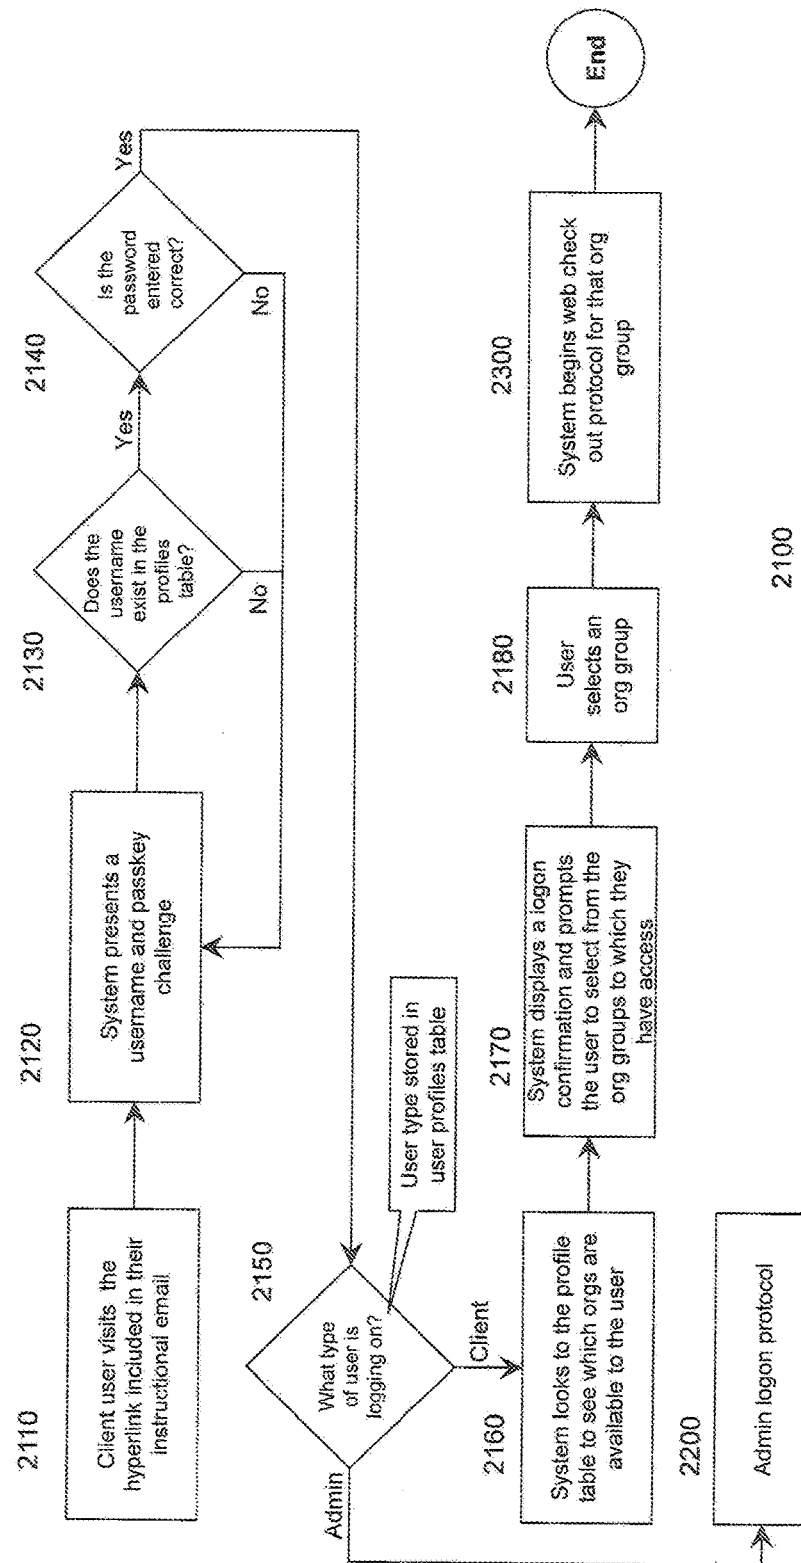 2110
Client user visits the
hyperlink included in their
instructional email
2120
System presents a
username and passkey
challenge
2130
Does the
username
exist in the
profiles
table?
Yes
No
2140
Is the
password
entered
correct?
Yes
No
2150
What type
of user is
logging on?
User type stored in
user profiles table
Admin
Client
2160
System looks to the profile
table to see which orgs are
available to the user
2170
System displays a logon
confirmation and prompts
the user to select from the
org groups to which they
have access
2180
User
selects an
org group
2300
System begins web check
out protocol for that org
group
End
2200
Admin logon protocol
2100